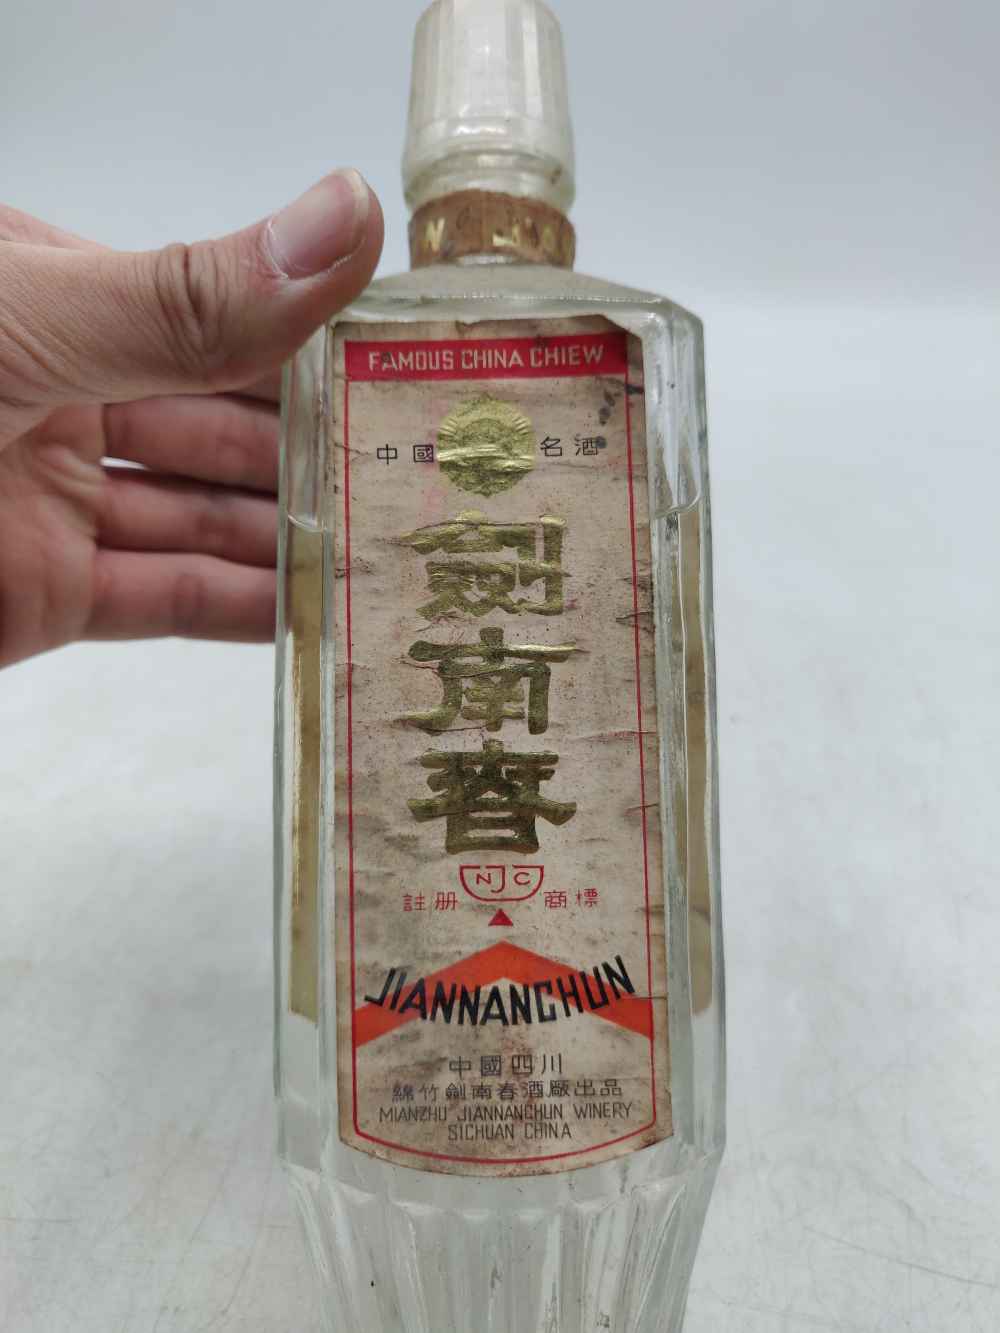 FAMOUS CHINA CHIEW
中國 名酒
劍南春
NJC
註册 商標
JIANNANCHUN
中國四川
綿竹劍南春酒廠出品
MIANZHU JIANNANCHUN WINERY
SICHUAN CHINA